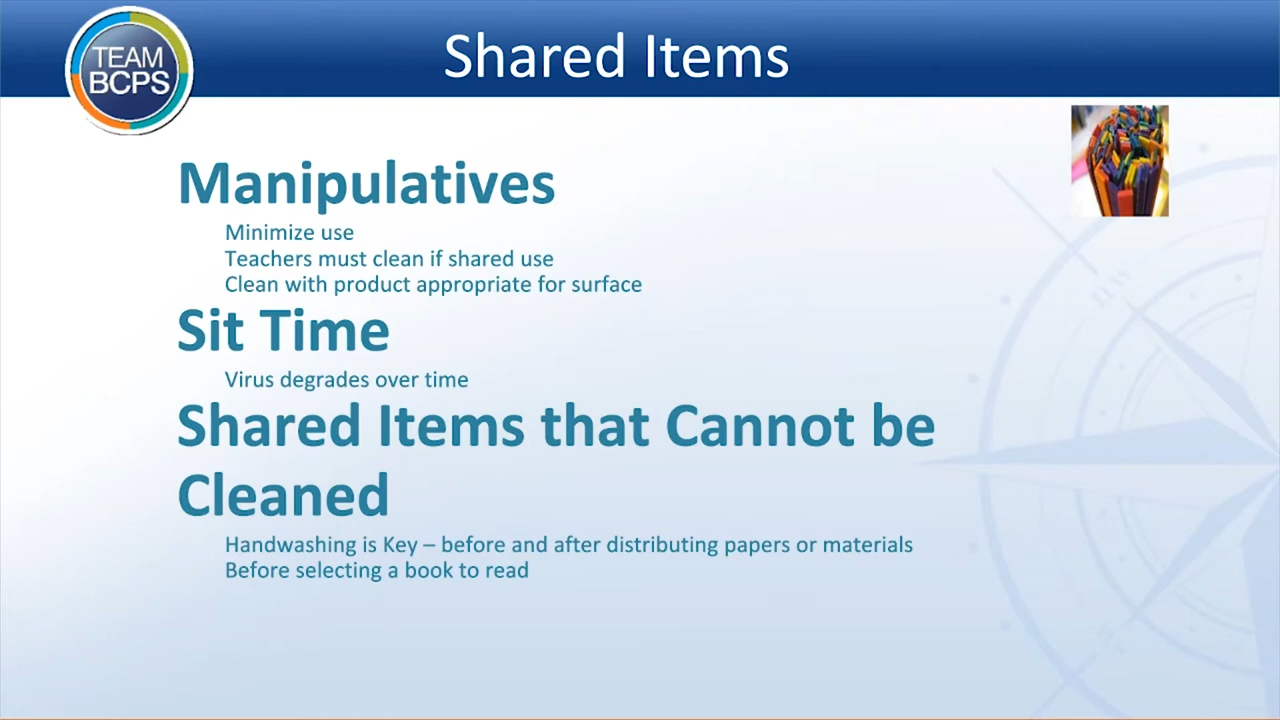 TEAM
BCPS
Shared Items
Manipulatives
Minimize use
Teachers must clean if shared use
Clean with product appropriate for surface
Sit Time
Virus degrades over time
Shared Items that Cannot be
Cleaned
Handwashing is Key – before and after distributing papers or materials
Before selecting a book to read